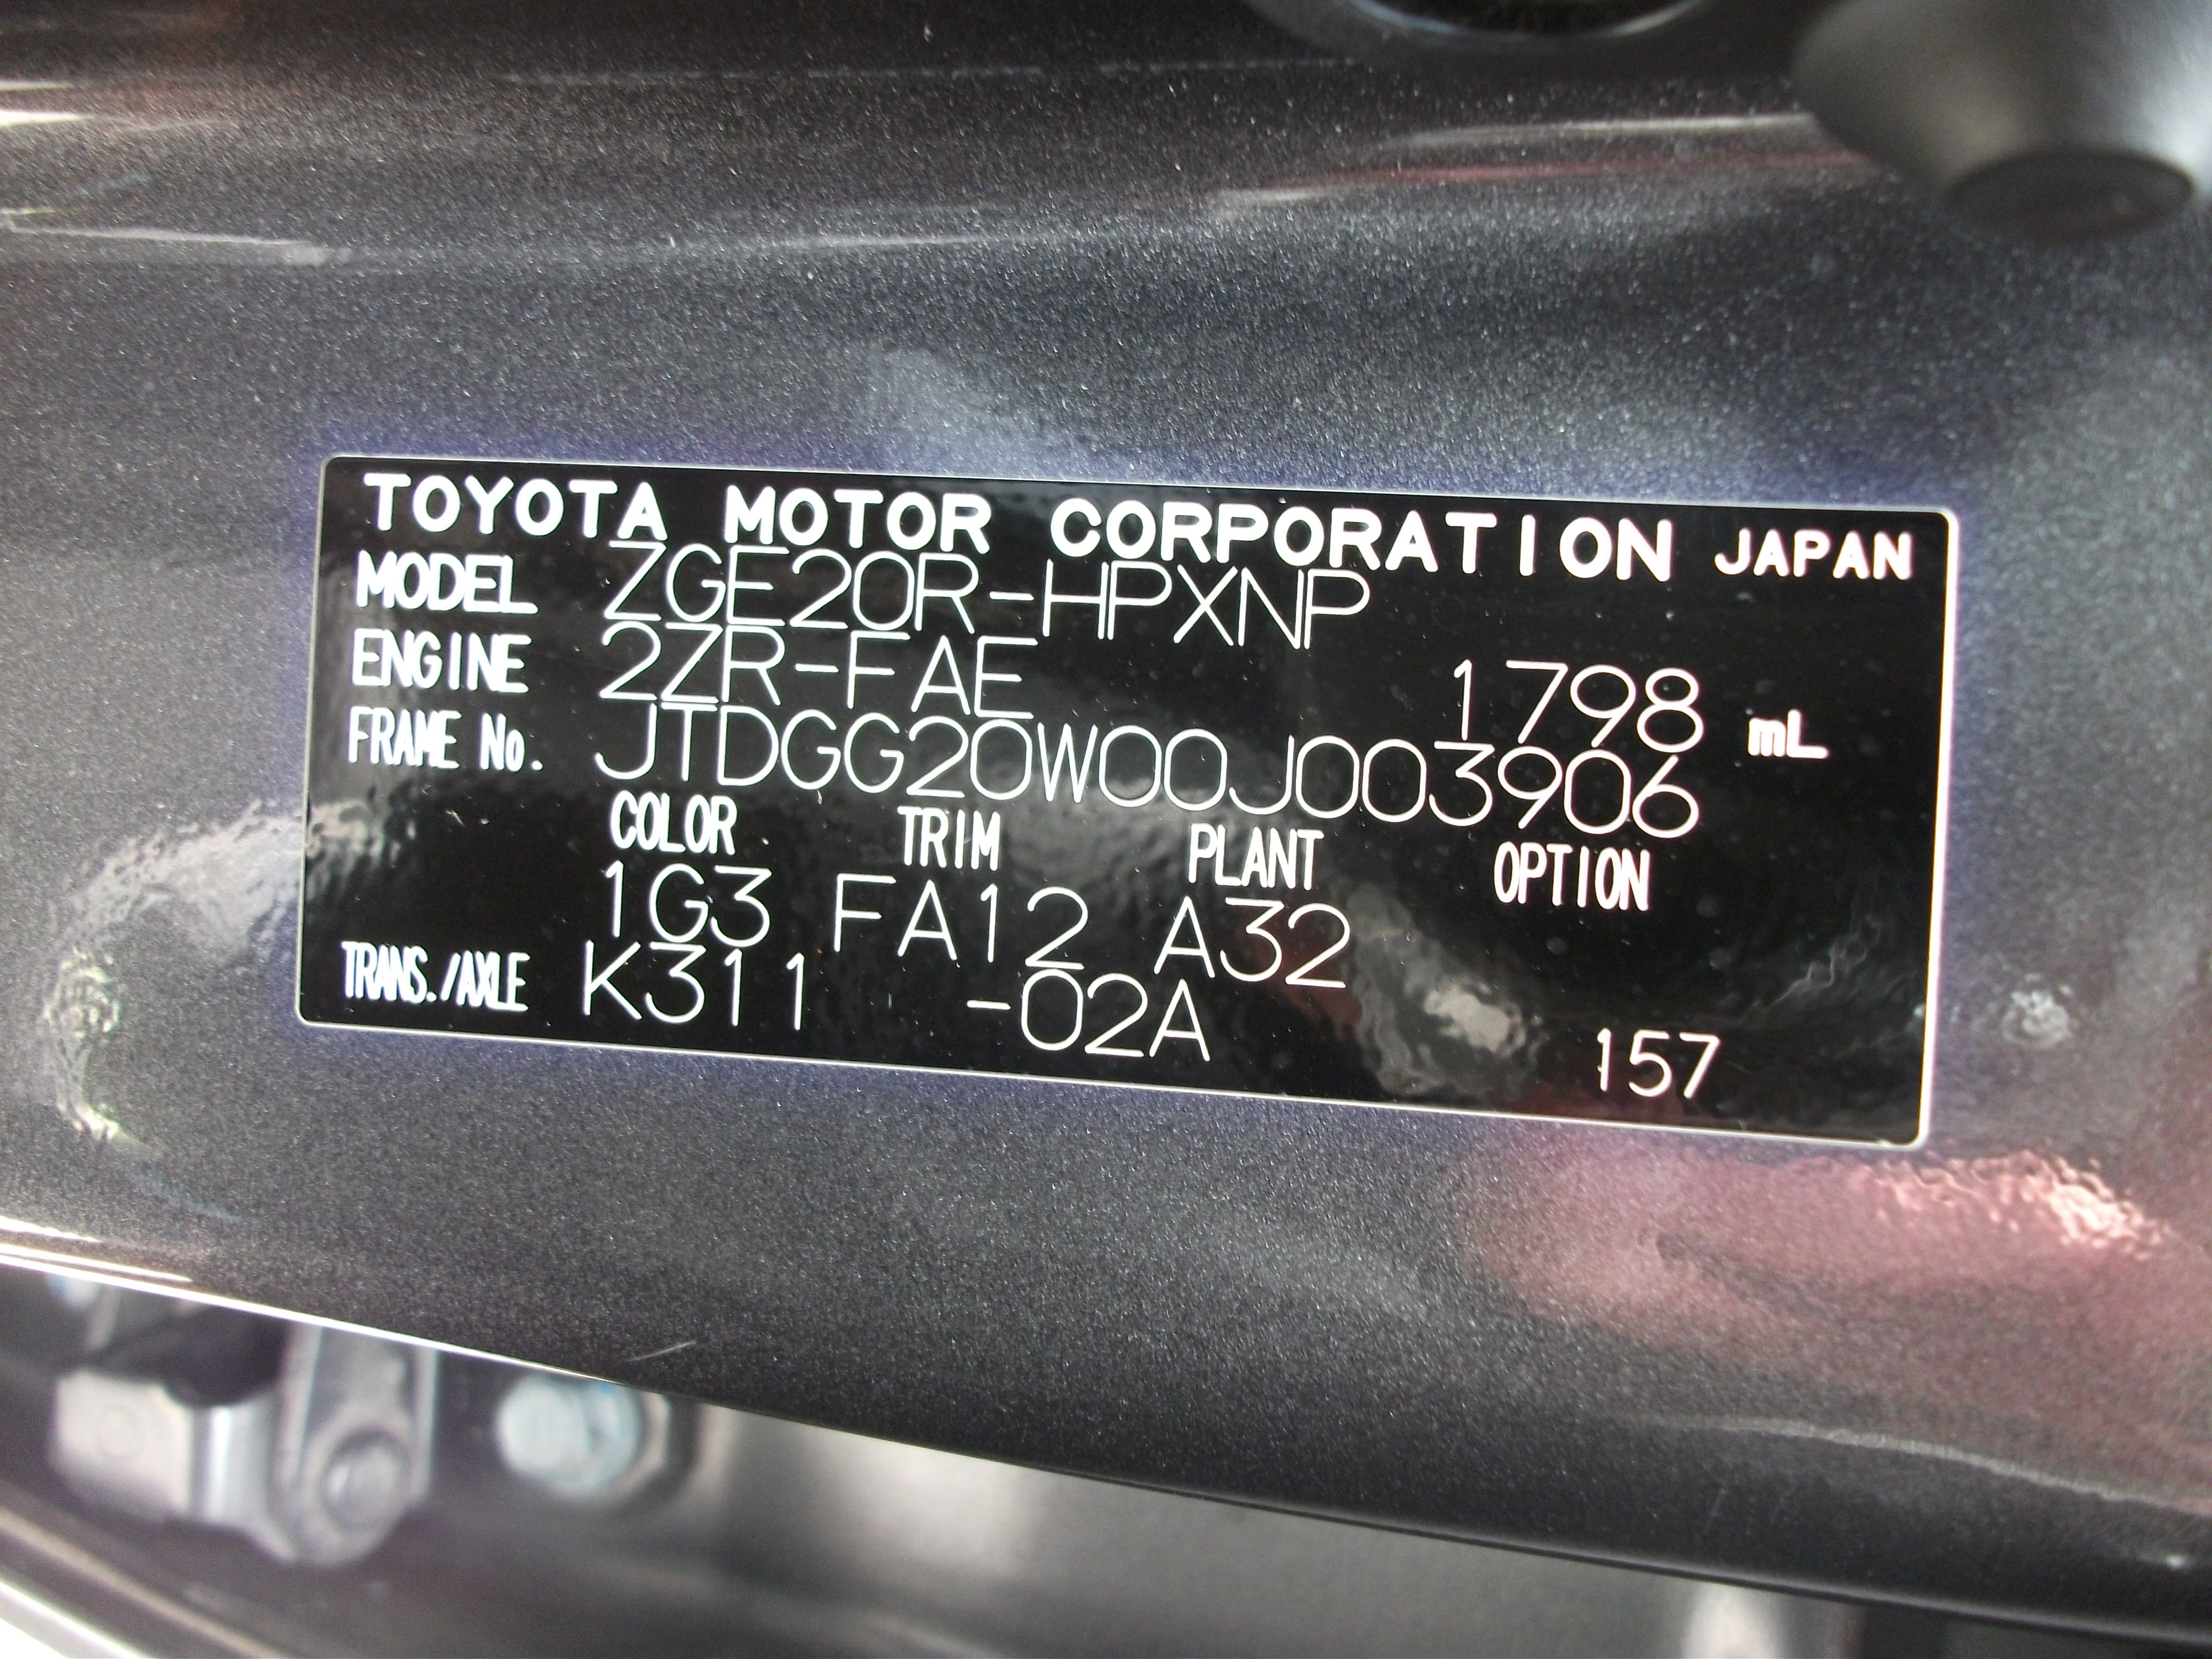 TOYOTA MOTOR CORPORATION JAPAN
MODEL ZGE20R-HPXNP
ENGINE 2ZR-FAE 1798 mL
FRAME No. JTDGG20W00J003906
COLOR TRIM PLANT OPTION
1G3 FA12 A32
TRANS./AXLE K311 -02A 157